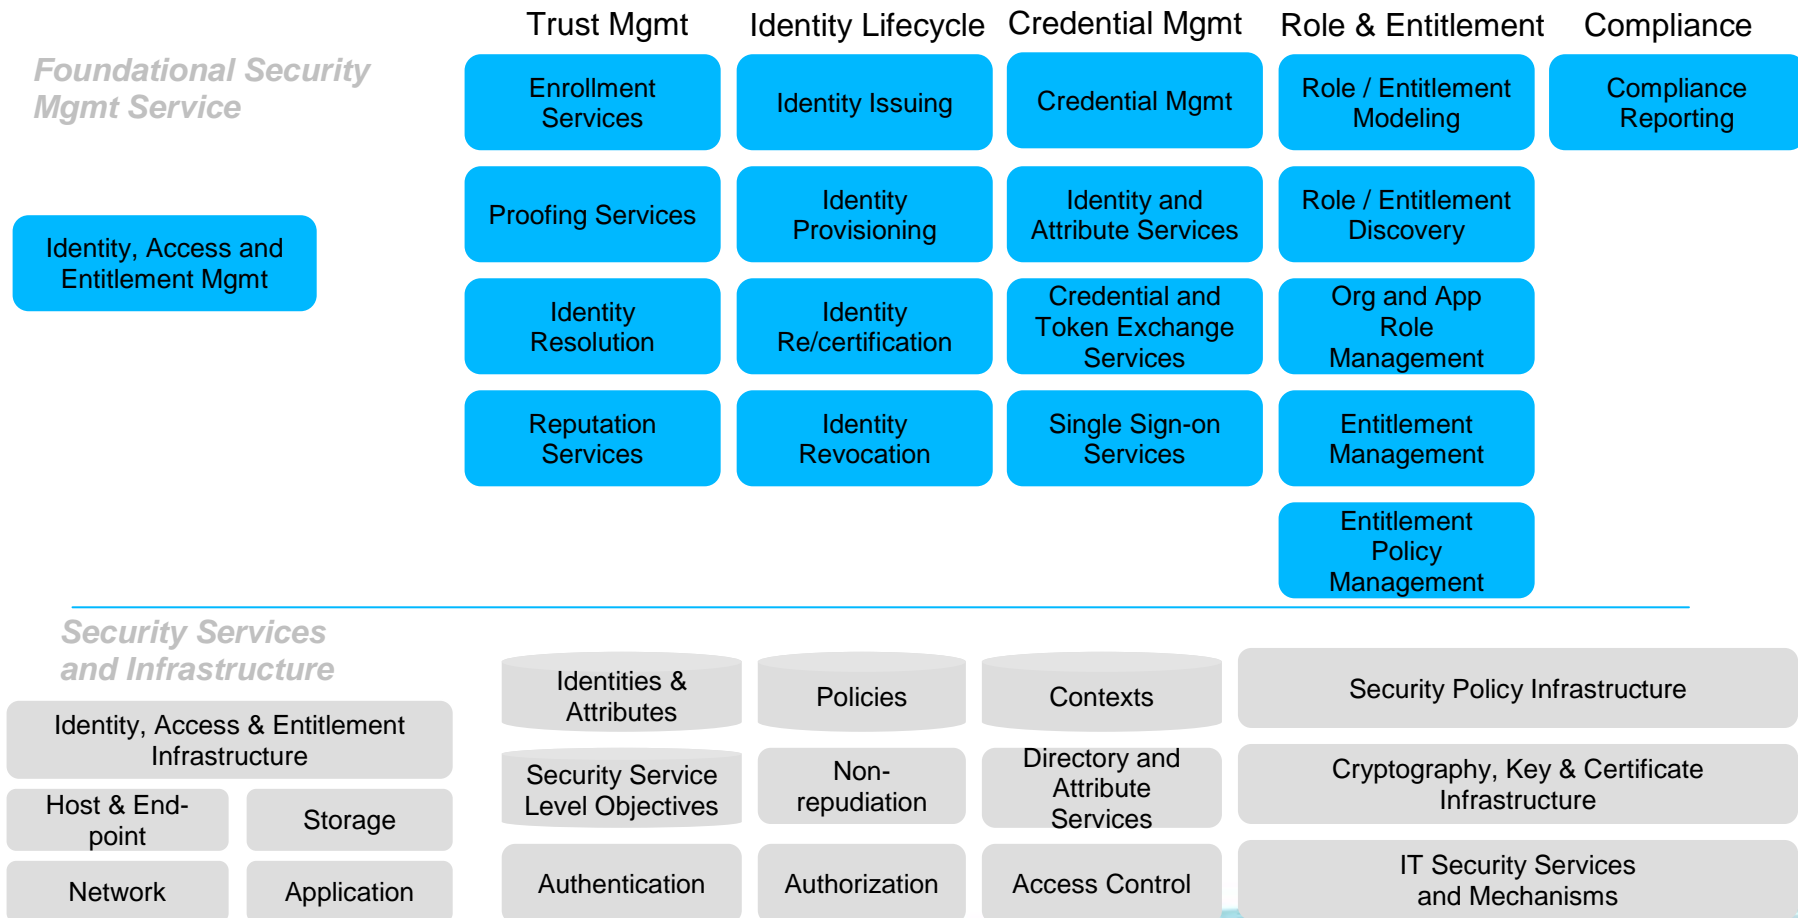 Trust Mgmt
Identity Lifecycle
Credential Mgmt
Role & Entitlement
Compliance
Foundational Security
Mgmt Service
Identity, Access and
Entitlement Mgmt
Enrollment
Services
Proofing Services
Identity
Resolution
Reputation
Services
Identity Issuing
Identity
Provisioning
Identity
Re/certification
Identity
Revocation
Credential Mgmt
Identity and
Attribute Services
Credential and
Token Exchange
Services
Single Sign-on
Services
Role / Entitlement
Modeling
Role / Entitlement
Discovery
Org and App
Role
Management
Entitlement
Management
Entitlement
Policy
Management
Compliance
Reporting
Security Services
and Infrastructure
Identity, Access & Entitlement
Infrastructure
Host & End-
point
Storage
Network
Application
Identities &
Attributes
Policies
Contexts
Security Service
Level Objectives
Non-
repudiation
Directory and
Attribute
Services
Authentication
Authorization
Access Control
Security Policy Infrastructure
Cryptography, Key & Certificate
Infrastructure
IT Security Services
and Mechanisms